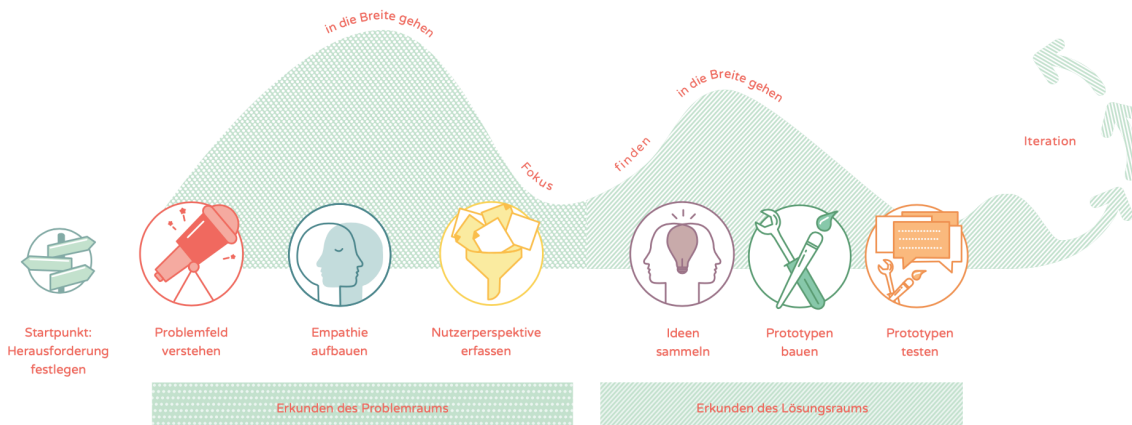 in die Breite gehen
Fokus
finden
in die Breite gehen
Iteration
Startpunkt:
Herausforderung
festlegen
Problemfeld
verstehen
Empathie
aufbauen
Nutzerperspektive
erfassen
Ideen
sammeln
Prototypen
bauen
Prototypen
testen
Erkunden des Problemraums
Erkunden des Lösungsraums